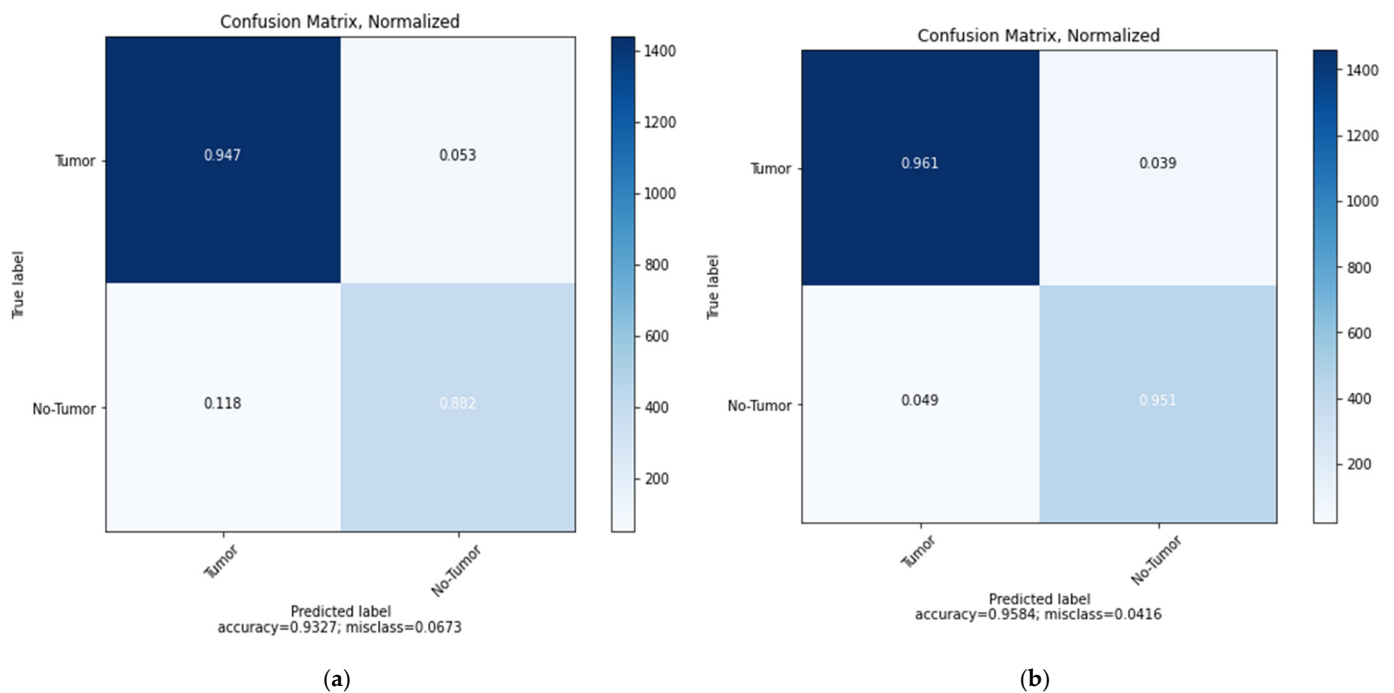 Confusion Matrix, Normalized
1400
1200
1000
800
600
400
200
True label
Tumor
0.947
0.053
No-Tumor
0.118
0.882
Tumor
No-Tumor
Predicted label
accuracy=0.9327; misclass=0.0673
(a)
Confusion Matrix, Normalized
1400
1200
1000
800
600
400
200
True label
Tumor
0.961
0.039
No-Tumor
0.049
0.951
Tumor
No-Tumor
Predicted label
accuracy=0.9584; misclass=0.0416
(b)